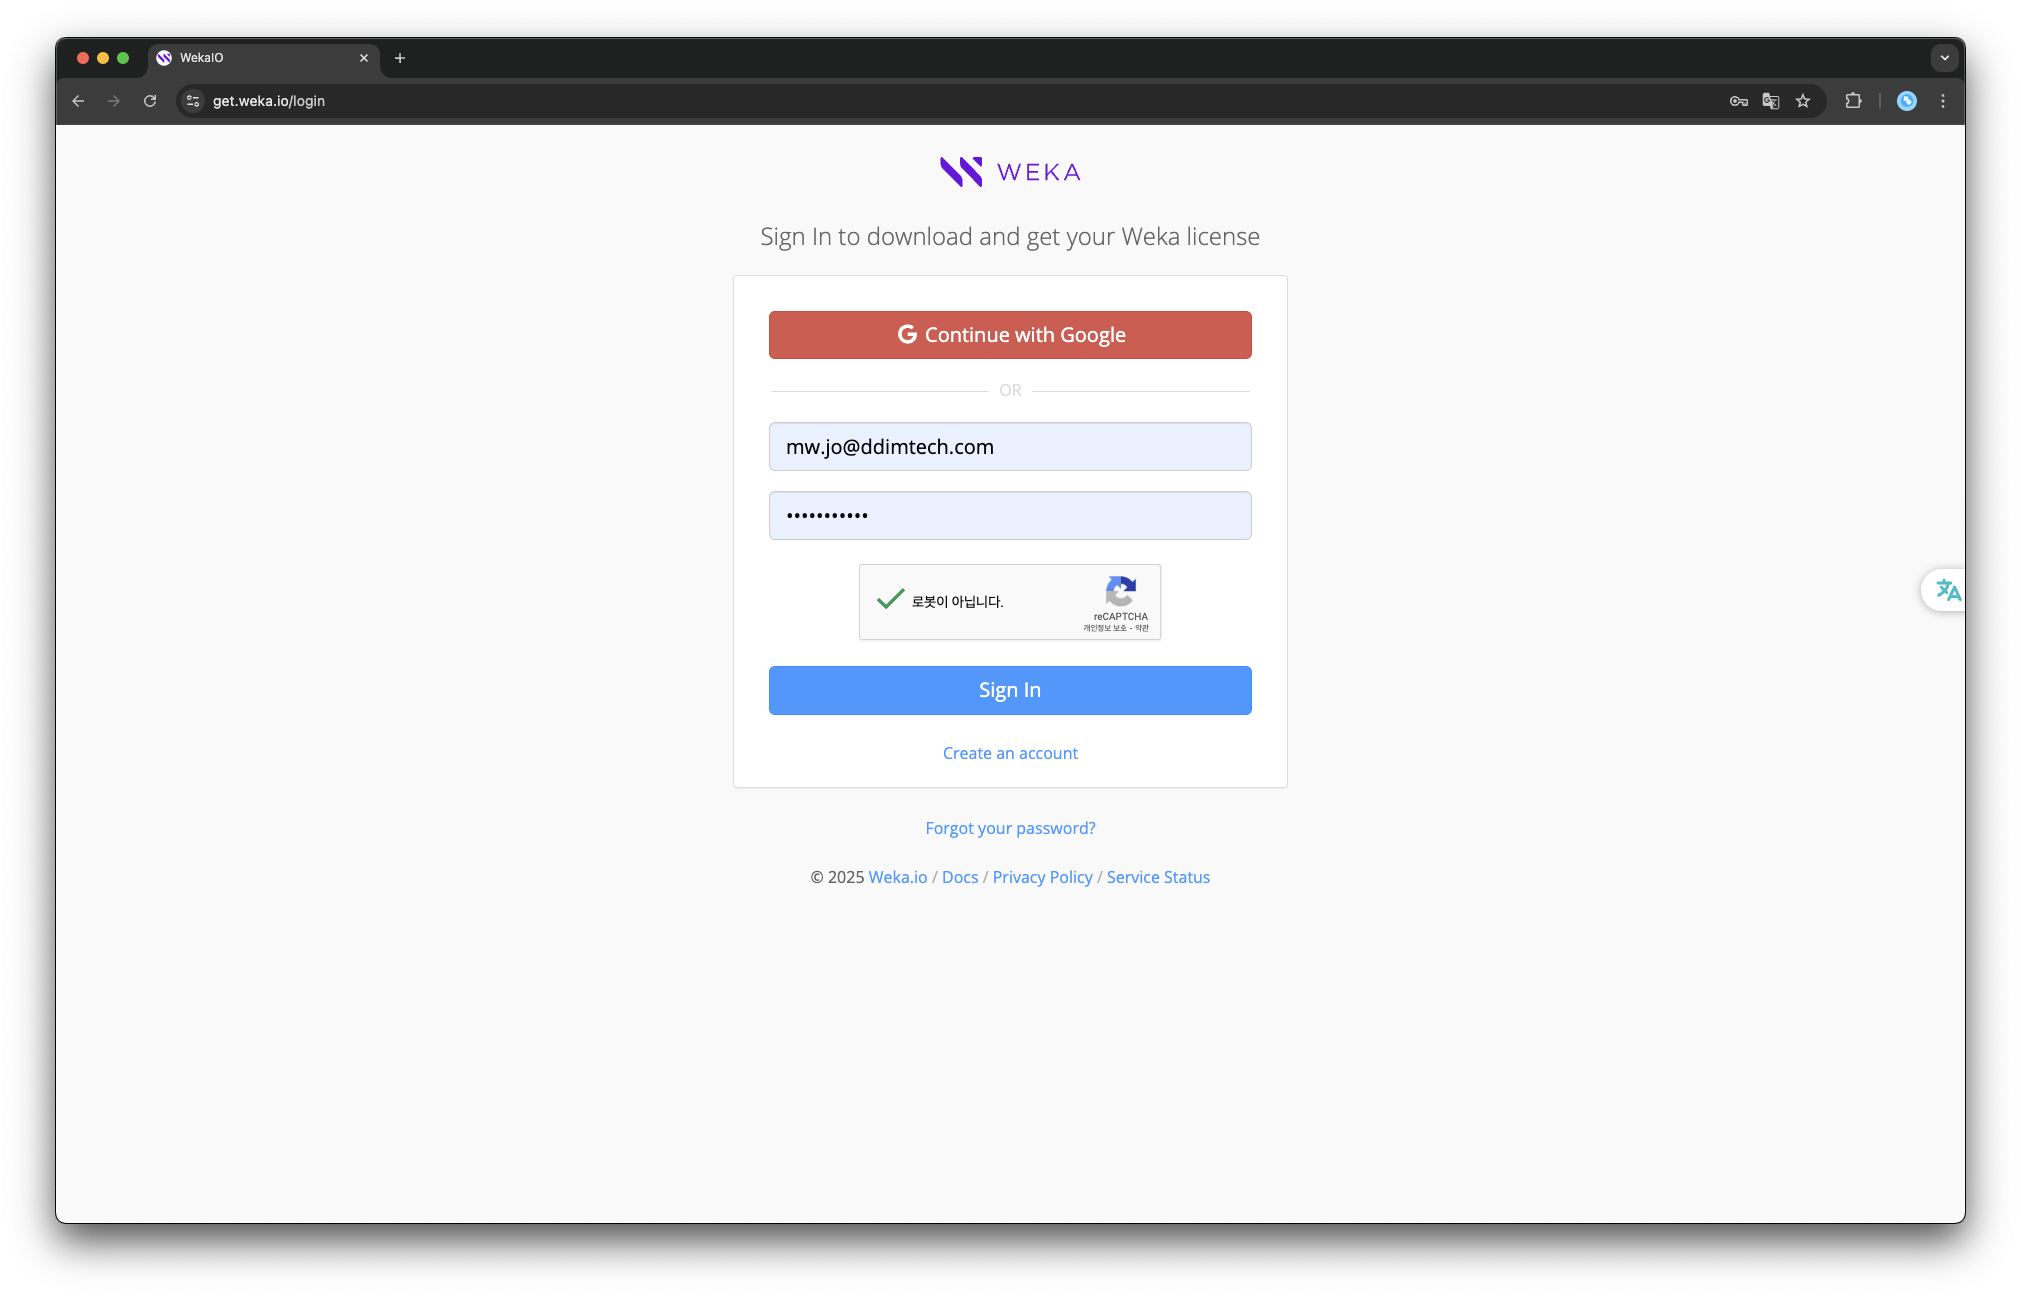 WekaIO
get.weka.io/login
WEKA
Sign In to download and get your Weka license
G Continue with Google
OR
mw.jo@ddimtech.com
•••••••••••
로봇이 아닙니다.
reCAPTCHA
개인정보 보호 - 약관
Sign In
Create an account
Forgot your password?
© 2025 Weka.io / Docs / Privacy Policy / Service Status